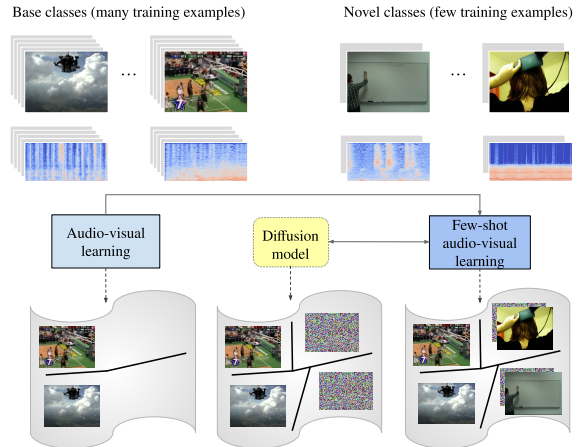 Base classes (many training examples)
Novel classes (few training examples)
...
...
Audio-visual
learning
Diffusion
model
Few-shot
audio-visual
learning